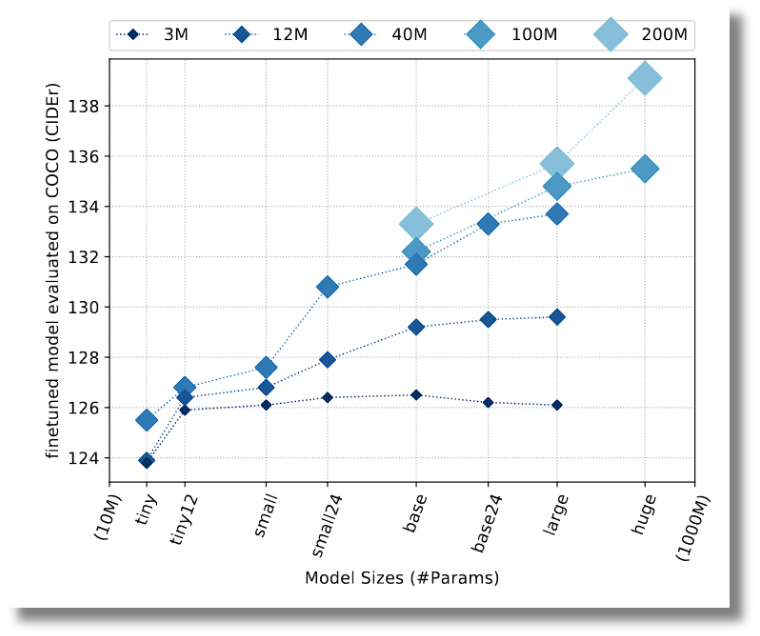 3M 12M 40M 100M 200M
finetuned model evaluated on COCO (CIDEr)
138
136
134
132
130
128
126
124
(10M) tiny tiny12 small small24 base base24 large huge (1000M)
Model Sizes (#Params)